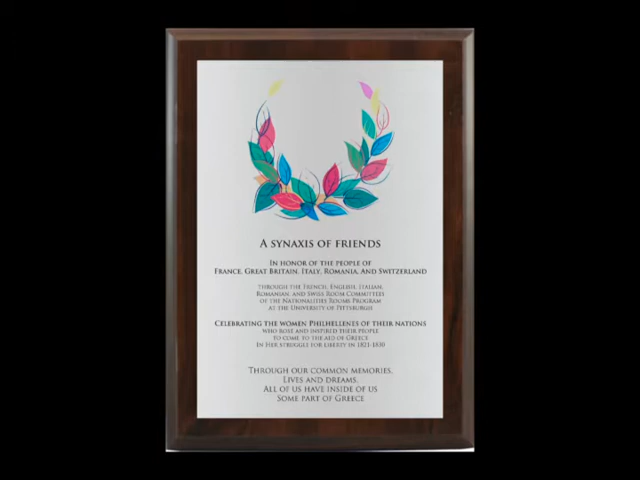 A SYNAXIS OF FRIENDS
IN HONOR OF THE PEOPLE OF
FRANCE, GREAT BRITAIN, ITALY, ROMANIA, AND SWITZERLAND
THROUGH THE FRENCH, ENGLISH, ITALIAN,
ROMANIAN, AND SWISS ROOM COMMITTEES
OF THE NATIONALITIES ROOMS PROGRAM
AT THE UNIVERSITY OF PITTSBURGH
CELEBRATING THE WOMEN PHILHELLENES OF THEIR NATIONS
WHO ROSE AND INSPIRED THEIR PEOPLE
TO COME TO THE AID OF GREECE
IN HER STRUGGLE FOR LIBERTY IN 1821-1830
THROUGH OUR COMMON MEMORIES,
LIVES AND DREAMS,
ALL OF US HAVE INSIDE OF US
SOME PART OF GREECE